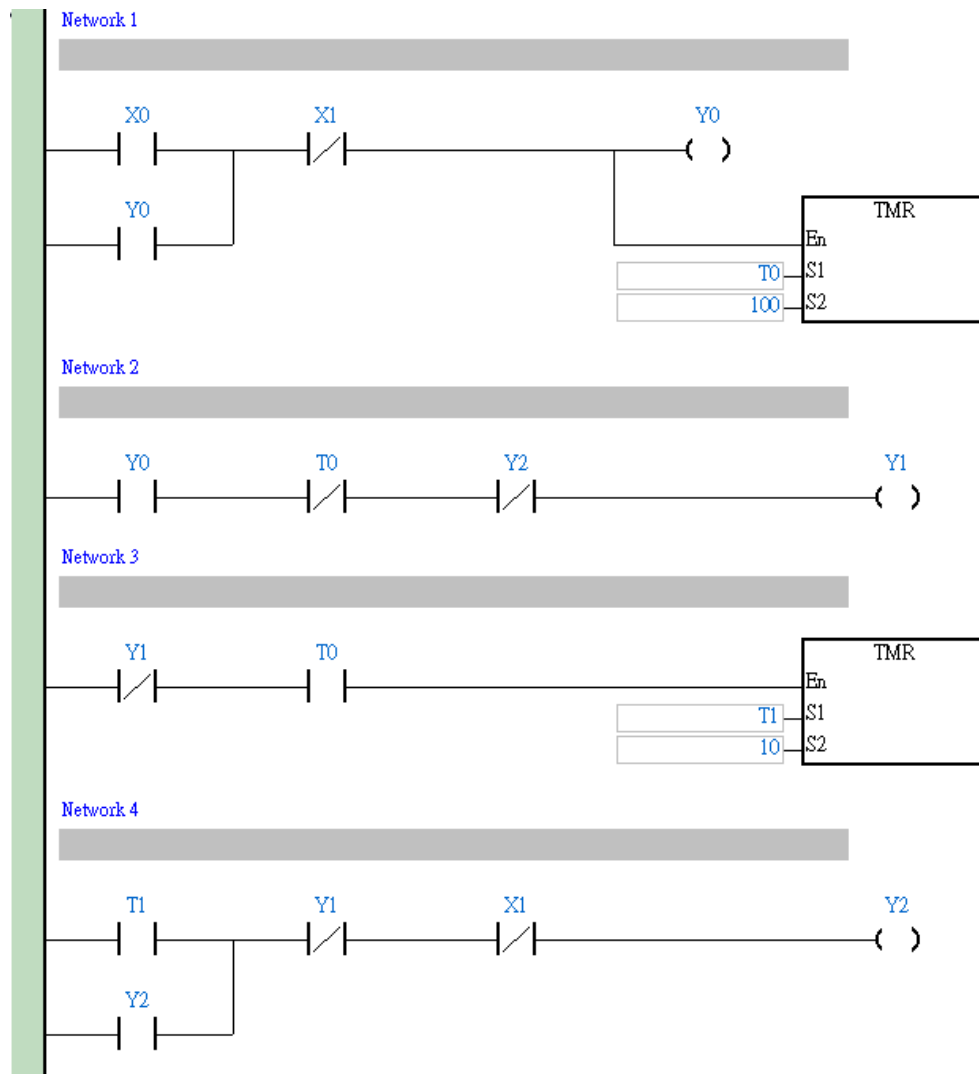 Network 1
X0 X1 Y0
Y0 TMR
En
T0 S1
100 S2
Network 2
Y0 T0 Y2 Y1
Network 3
Y1 T0 TMR
En
T1 S1
10 S2
Network 4
T1 Y1 X1 Y2
Y2